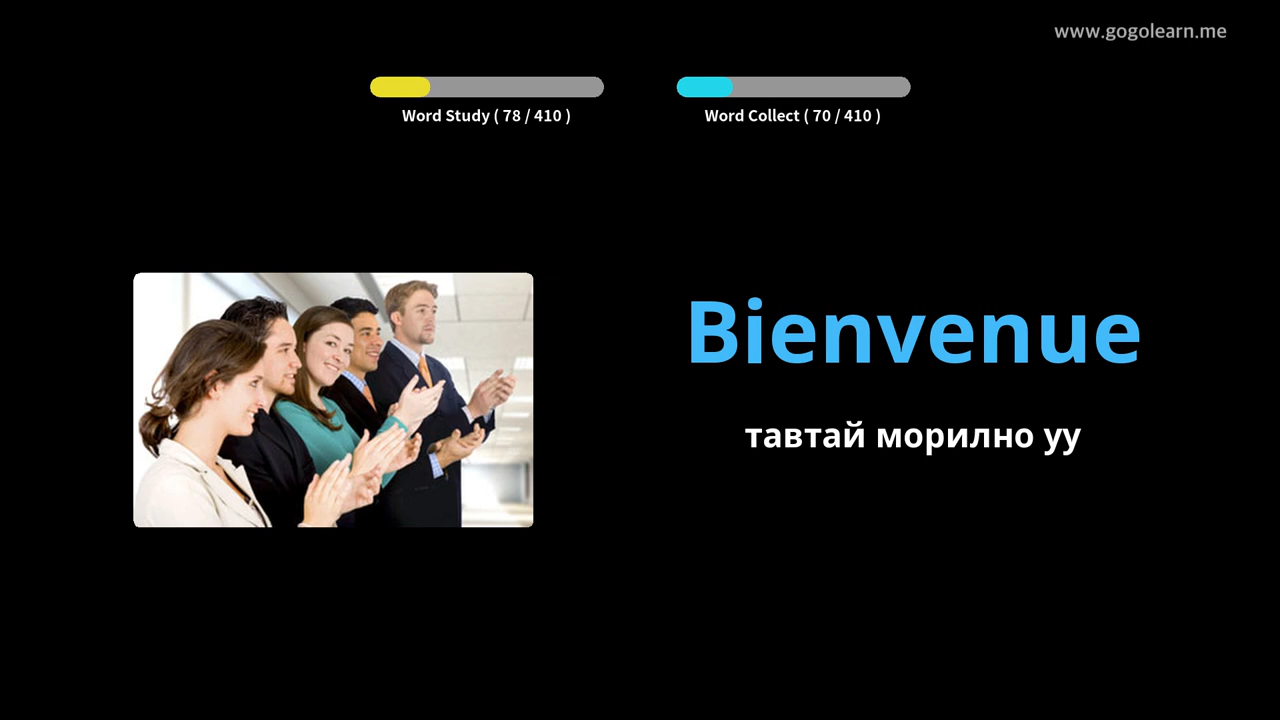 www.gogolearn.me
Word Study ( 78 / 410 )
Word Collect ( 70 / 410 )
Bienvenue
тавтай морилно уу